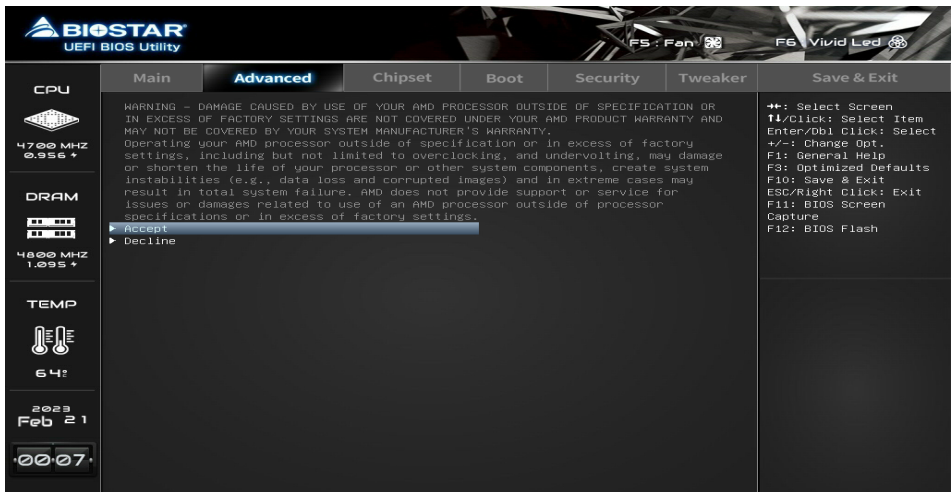 BIOSTAR
UEFI BIOS Utility
F5 : Fan
F6 Vivid Led
Main Advanced Chipset Boot Security Tweaker Save & Exit
CPU
4700 MHZ
0.956
DRAM
4800 MHZ
1.095
TEMP
64°
2023
Feb 21
00:07
WARNING - DAMAGE CAUSED BY USE OF YOUR AMD PROCESSOR OUTSIDE OF SPECIFICATION OR
IN EXCESS OF FACTORY SETTINGS ARE NOT COVERED UNDER YOUR AMD PRODUCT WARRANTY AND
MAY NOT BE COVERED BY YOUR SYSTEM MANUFACTURER'S WARRANTY.
Operating your AMD processor outside of specification or in excess of factory
settings, including but not limited to overclocking, and undervolting, may damage
or shorten the life of your processor or other system components, create system
instabilities (e.g., data loss and corrupted images) and in extreme cases may
result in total system failure. AMD does not provide support or service for
issues or damages related to use of an AMD processor outside of processor
specifications or in excess of factory settings.
Accept
Decline
→←: Select Screen
↑↓/Click: Select Item
Enter/Dbl Click: Select
+/-: Change Opt.
F1: General Help
F3: Optimized Defaults
F10: Save & Exit
ESC/Right Click: Exit
F11: BIOS Screen
Capture
F12: BIOS Flash